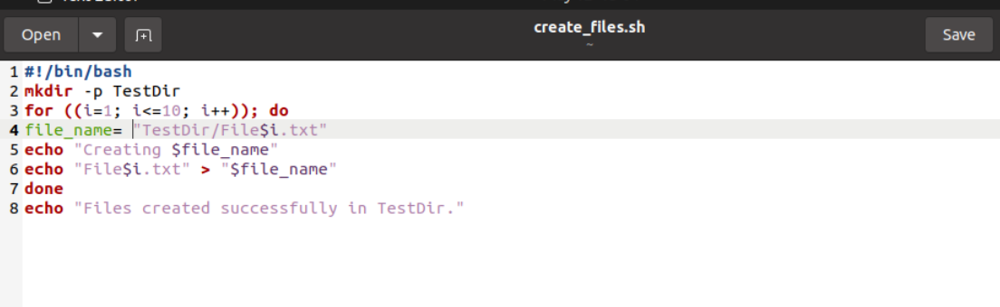 Open
create_files.sh
~
Save
1 #!/bin/bash
2 mkdir -p TestDir
3 for ((i=1; i<=10; i++)); do
4 file_name= "TestDir/File$i.txt"
5 echo "Creating $file_name"
6 echo "File$i.txt" > "$file_name"
7 done
8 echo "Files created successfully in TestDir."